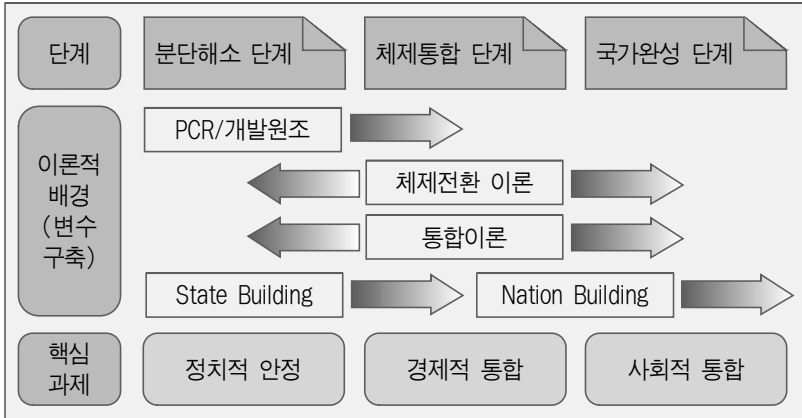 단계
분단해소 단계
체제통합 단계
국가완성 단계
이론적
배경
(변수
구축)
PCR/개발원조
체제전환 이론
통합이론
State Building
Nation Building
핵심
과제
정치적 안정
경제적 통합
사회적 통합